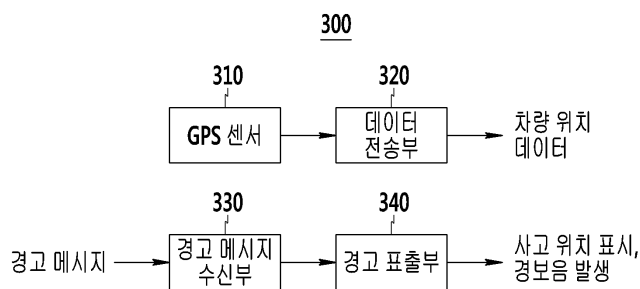 300
310
320
GPS 센서
데이터
전송부
차량 위치
데이터
330
340
경고 메시지
경고 메시지
수신부
경고 표출부
사고 위치 표시,
경보음 발생